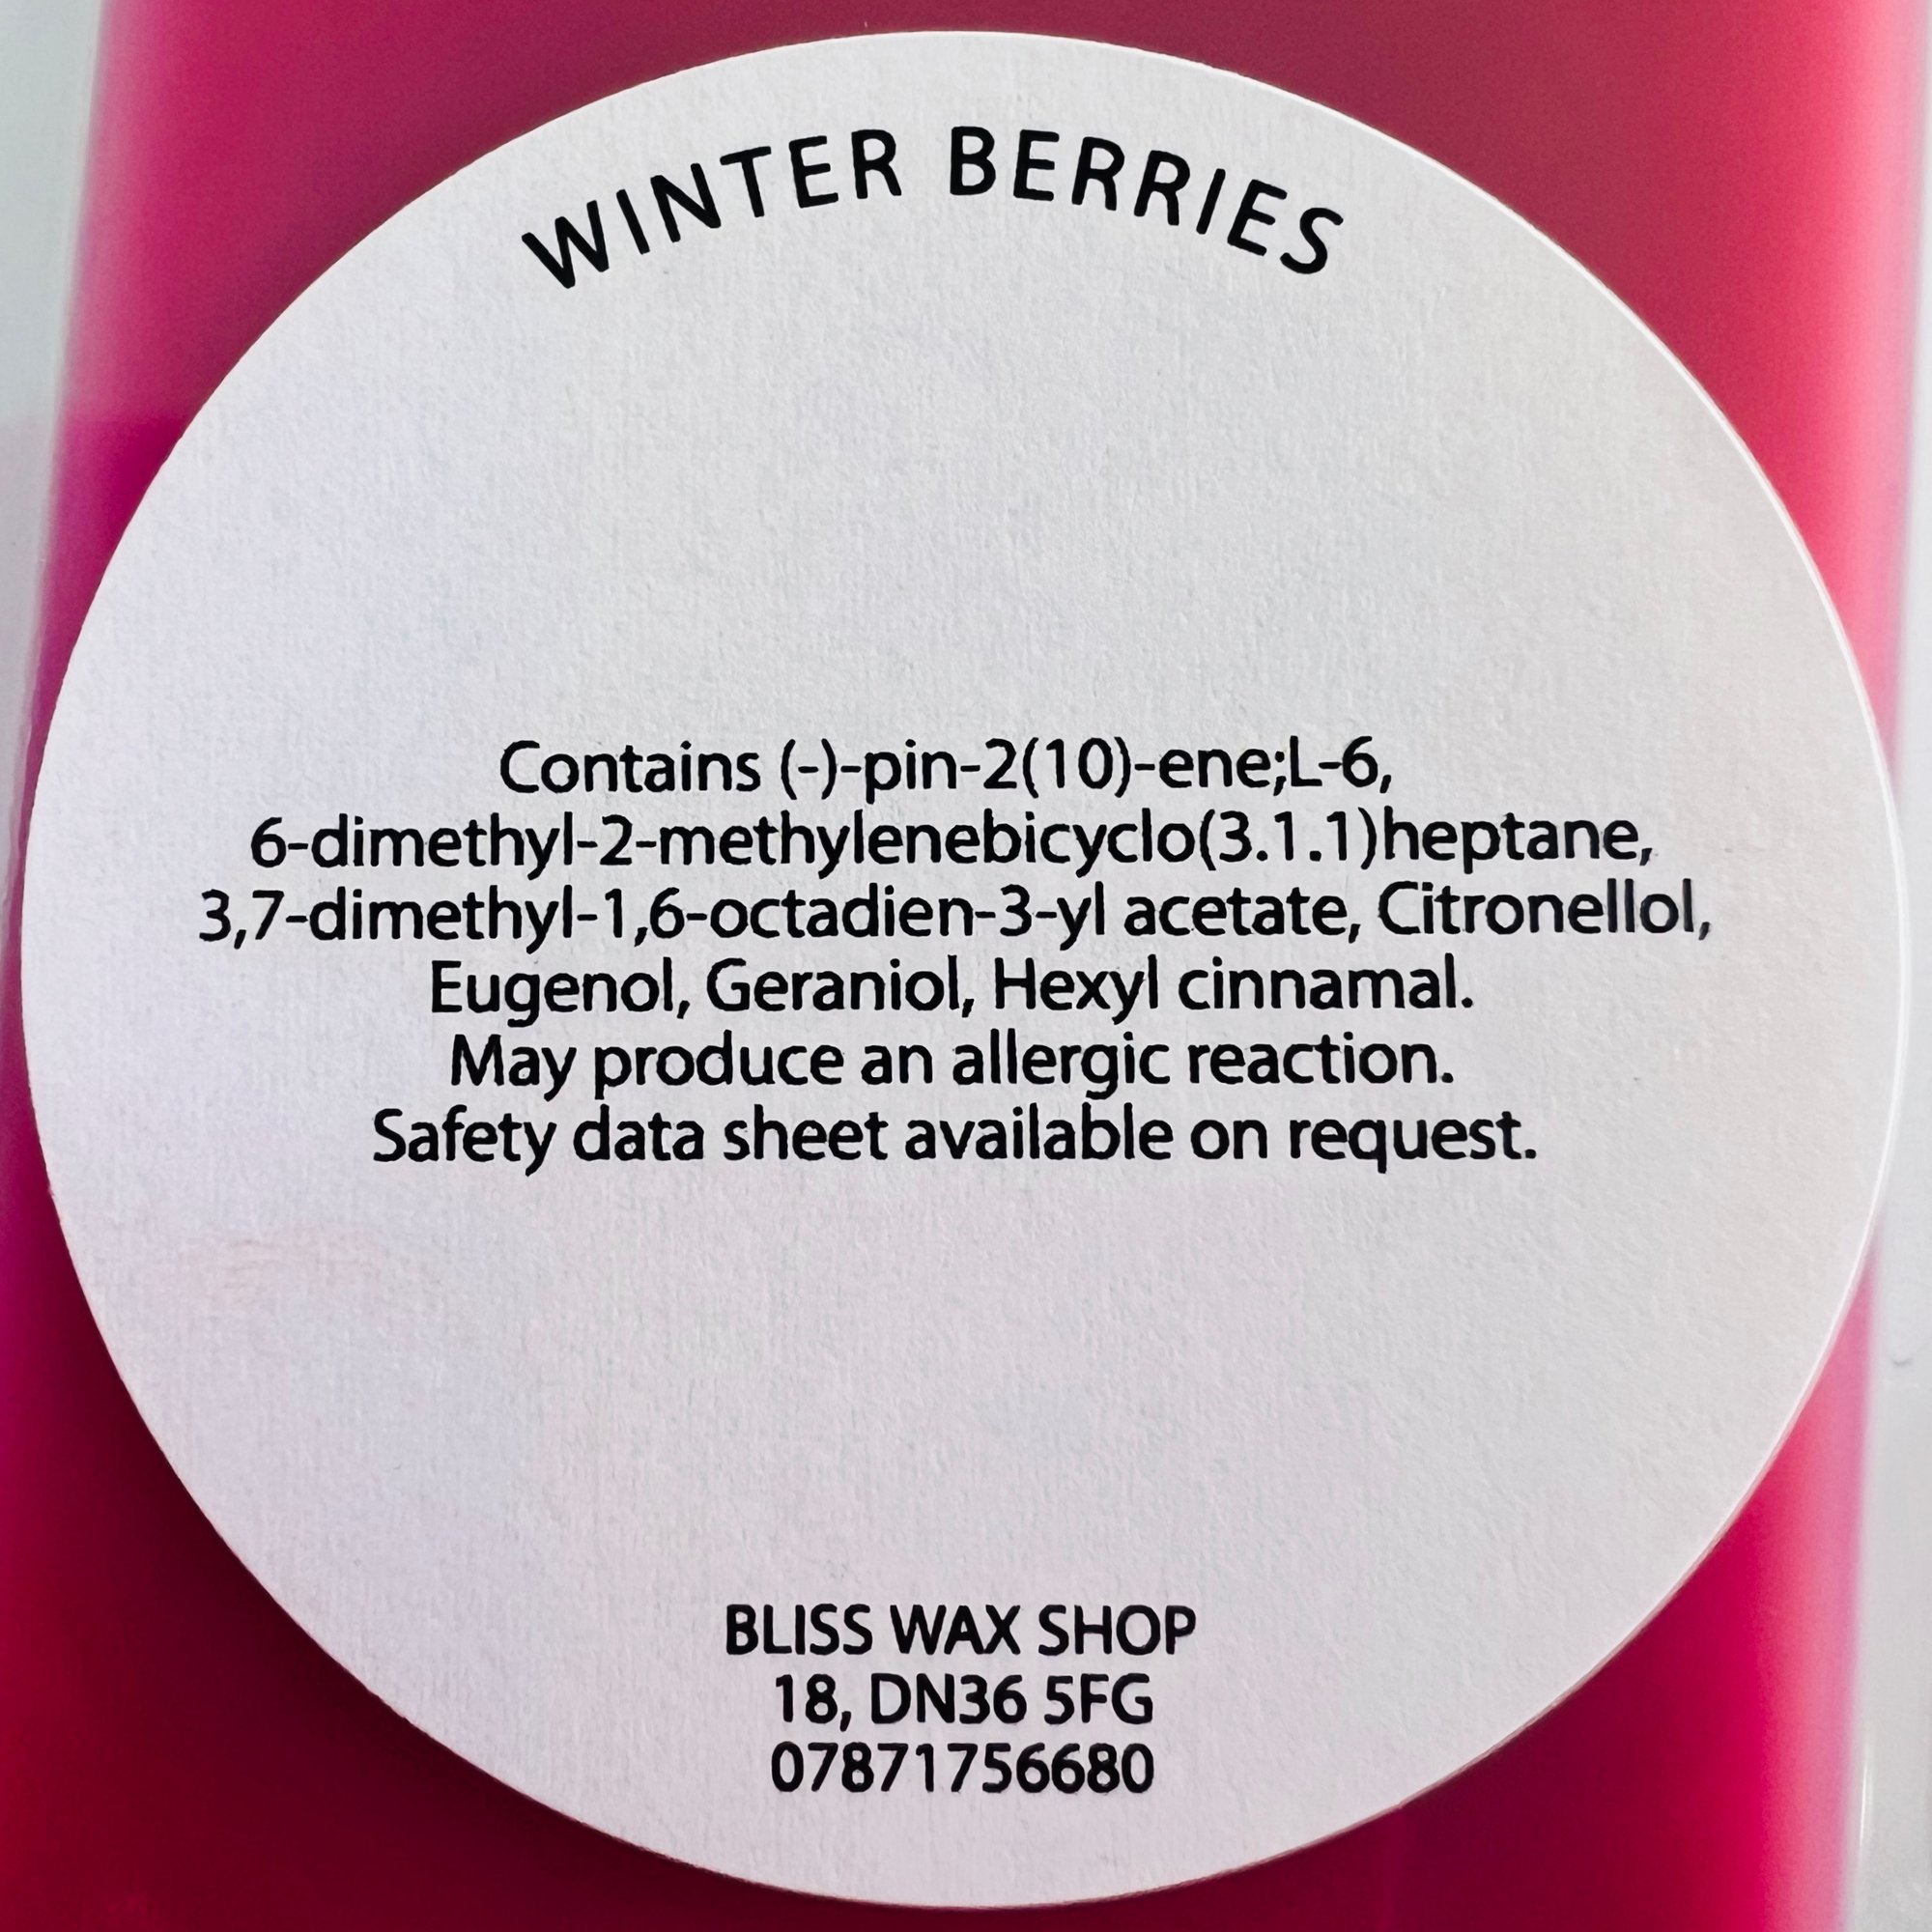 WINTER BERRIES
Contains (-)-pin-2(10)-ene;L-6,
6-dimethyl-2-methylenebicyclo(3.1.1)heptane,
3,7-dimethyl-1,6-octadien-3-yl acetate, Citronellol,
Eugenol, Geraniol, Hexyl cinnamal.
May produce an allergic reaction.
Safety data sheet available on request.
BLISS WAX SHOP
18, DN36 5FG
07871756680